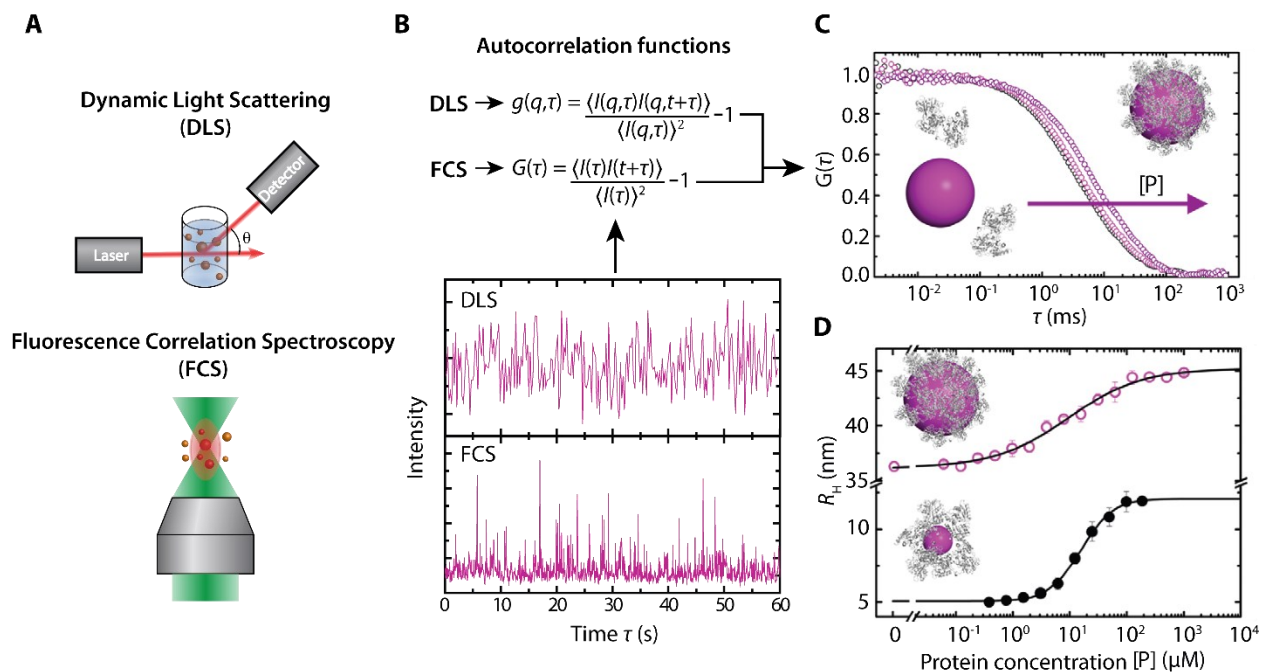 A
Dynamic Light Scattering
(DLS)
Laser
Detector
θ
Fluorescence Correlation Spectroscopy
(FCS)
B
Autocorrelation functions
DLS → g(q,τ) = ⟨I(q,τ)I(q,t+τ)⟩ / ⟨I(q,τ)⟩² −1
FCS → G(τ) = ⟨I(τ)I(t+τ)⟩ / ⟨I(τ)⟩² −1
DLS
FCS
Intensity
0 10 20 30 40 50 60
Time τ (s)
C
G(τ)
1.0
0.8
0.6
0.4
0.2
0.0
[P]
10⁻² 10⁻¹ 10⁰ 10¹ 10² 10³
τ (ms)
D
R_H (nm)
45
40
35
10
5
0 10⁻¹ 10⁰ 10¹ 10² 10³ 10⁴
Protein concentration [P] (μM)